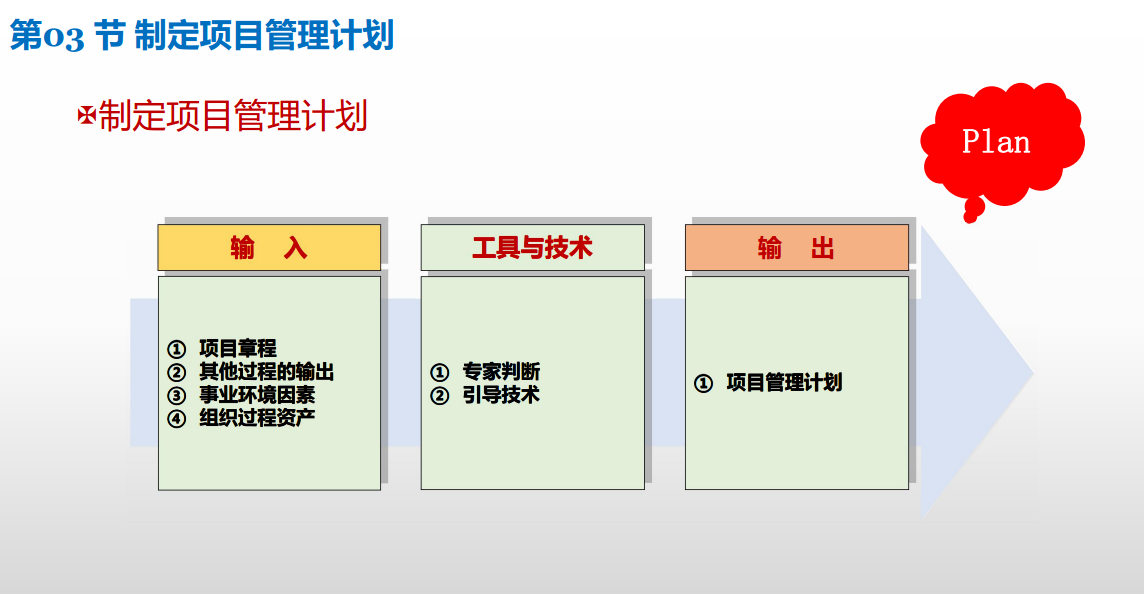 第03 节 制定项目管理计划
✠制定项目管理计划
Plan
输 入
① 项目章程
② 其他过程的输出
③ 事业环境因素
④ 组织过程资产
工具与技术
① 专家判断
② 引导技术
输 出
① 项目管理计划